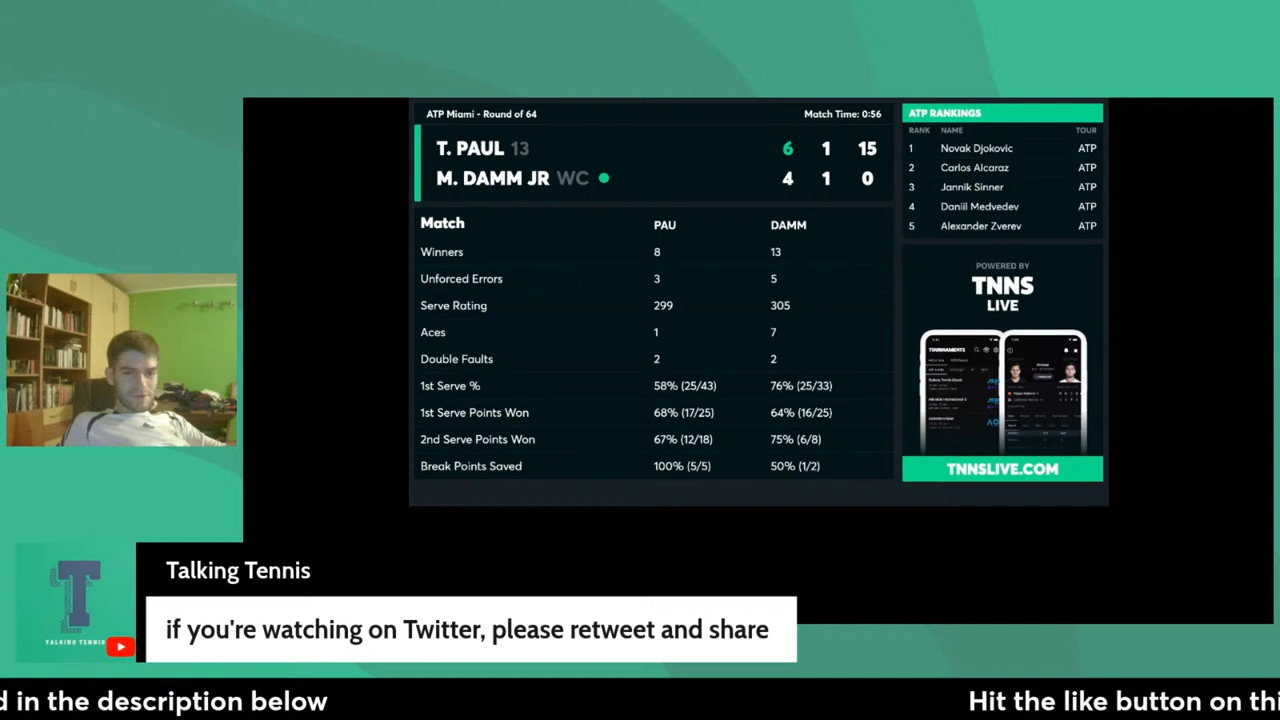 ATP Miami - Round of 64 Match Time: 0:56
T. PAUL 13 6 1 15
M. DAMM JR WC 4 1 0
Match PAU DAMM
Winners 8 13
Unforced Errors 3 5
Serve Rating 299 305
Aces 1 7
Double Faults 2 2
1st Serve % 58% (25/43) 76% (25/33)
1st Serve Points Won 68% (17/25) 64% (16/25)
2nd Serve Points Won 67% (12/18) 75% (6/8)
Break Points Saved 100% (5/5) 50% (1/2)
ATP RANKINGS
RANK NAME TOUR
1 Novak Djokovic ATP
2 Carlos Alcaraz ATP
3 Jannik Sinner ATP
4 Daniil Medvedev ATP
5 Alexander Zverev ATP
POWERED BY
TNNS
LIVE
TOURNAMENTS
TNNSLIVE.COM
T
TALKING TENNIS
Talking Tennis
if you're watching on Twitter, please retweet and share
d in the description below
Hit the like button on thi